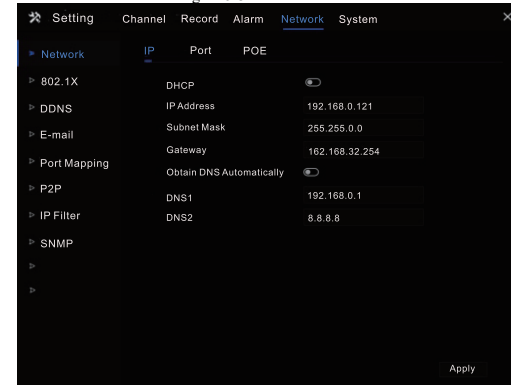 Setting Channel Record Alarm Network System
Network IP Port POE
802.1X DHCP
DDNS IP Address 192.168.0.121
E-mail Subnet Mask 255.255.0.0
Gateway 162.168.32.254
Port Mapping Obtain DNS Automatically
P2P DNS1 192.168.0.1
IP Filter DNS2 8.8.8.8
SNMP
Apply